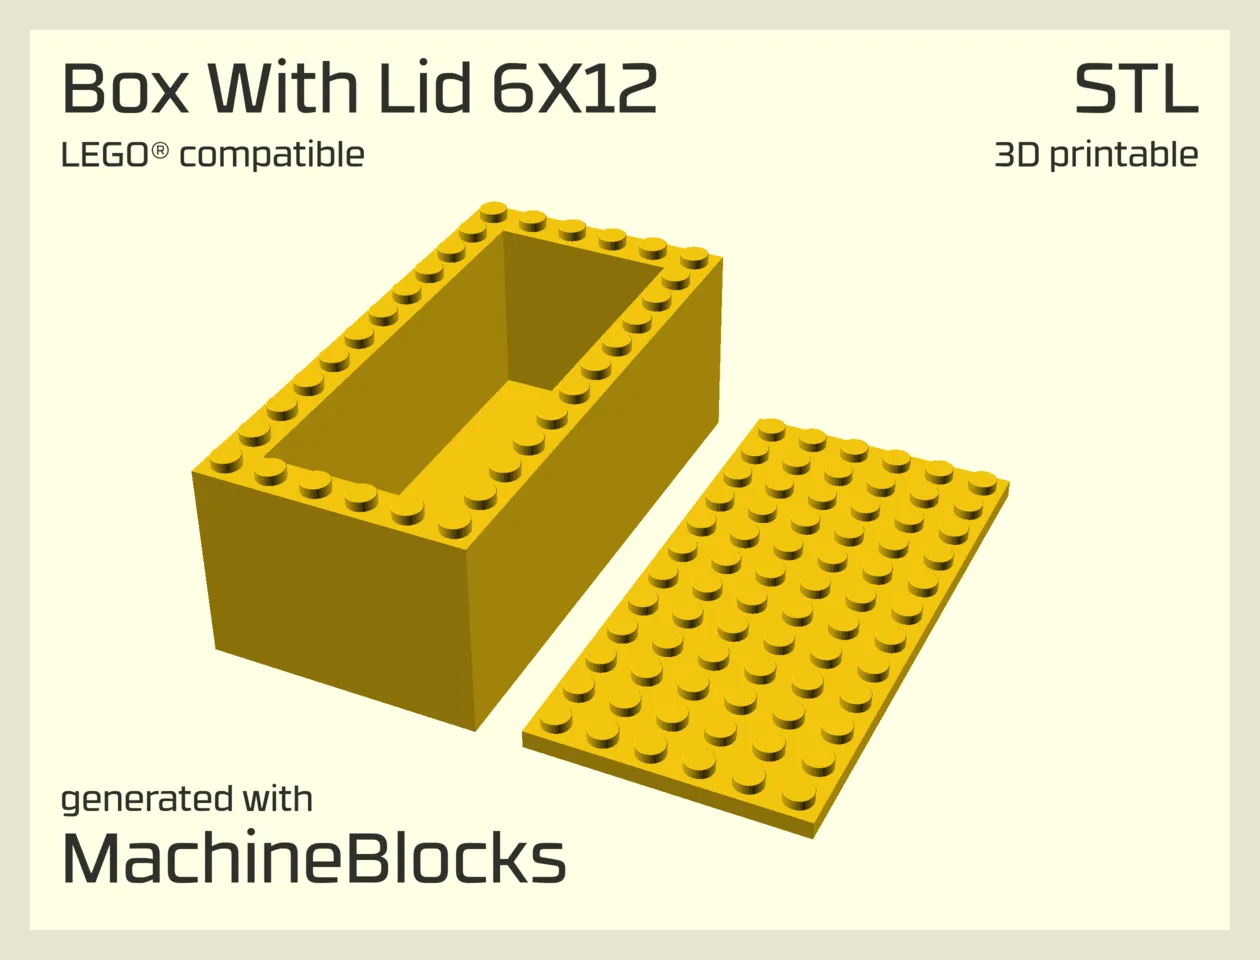 Box With Lid 6X12
STL
LEGO® compatible
3D printable
generated with
MachineBlocks